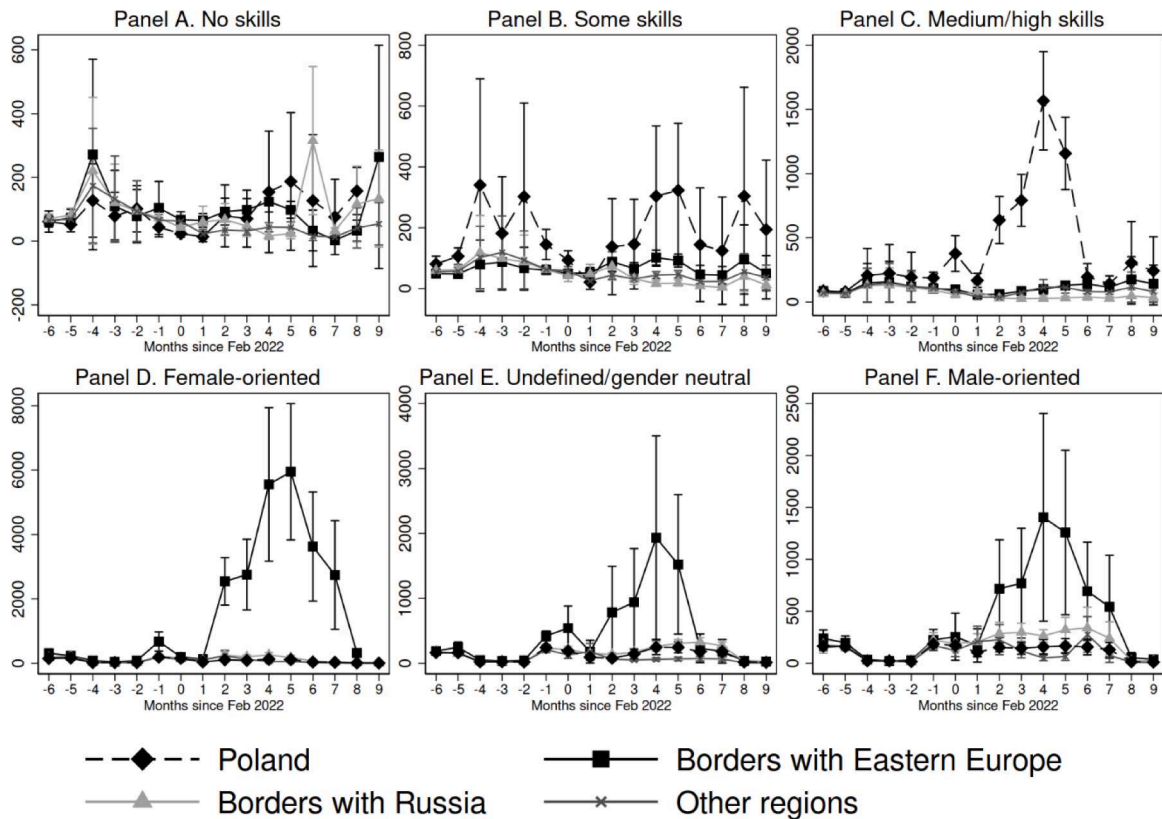 Panel A. No skills
Panel B. Some skills
Panel C. Medium/high skills
600
400
200
0
-200
800
600
400
200
0
2000
1500
1000
500
0
-6 -5 -4 -3 -2 -1 0 1 2 3 4 5 6 7 8 9
-6 -5 -4 -3 -2 -1 0 1 2 3 4 5 6 7 8 9
-6 -5 -4 -3 -2 -1 0 1 2 3 4 5 6 7 8 9
Months since Feb 2022
Months since Feb 2022
Months since Feb 2022
Panel D. Female-oriented
Panel E. Undefined/gender neutral
Panel F. Male-oriented
8000
6000
4000
2000
0
4000
3000
2000
1000
0
2500
2000
1500
1000
500
0
-6 -5 -4 -3 -2 -1 0 1 2 3 4 5 6 7 8 9
-6 -5 -4 -3 -2 -1 0 1 2 3 4 5 6 7 8 9
-6 -5 -4 -3 -2 -1 0 1 2 3 4 5 6 7 8 9
Months since Feb 2022
Months since Feb 2022
Months since Feb 2022
Poland
Borders with Eastern Europe
Borders with Russia
Other regions